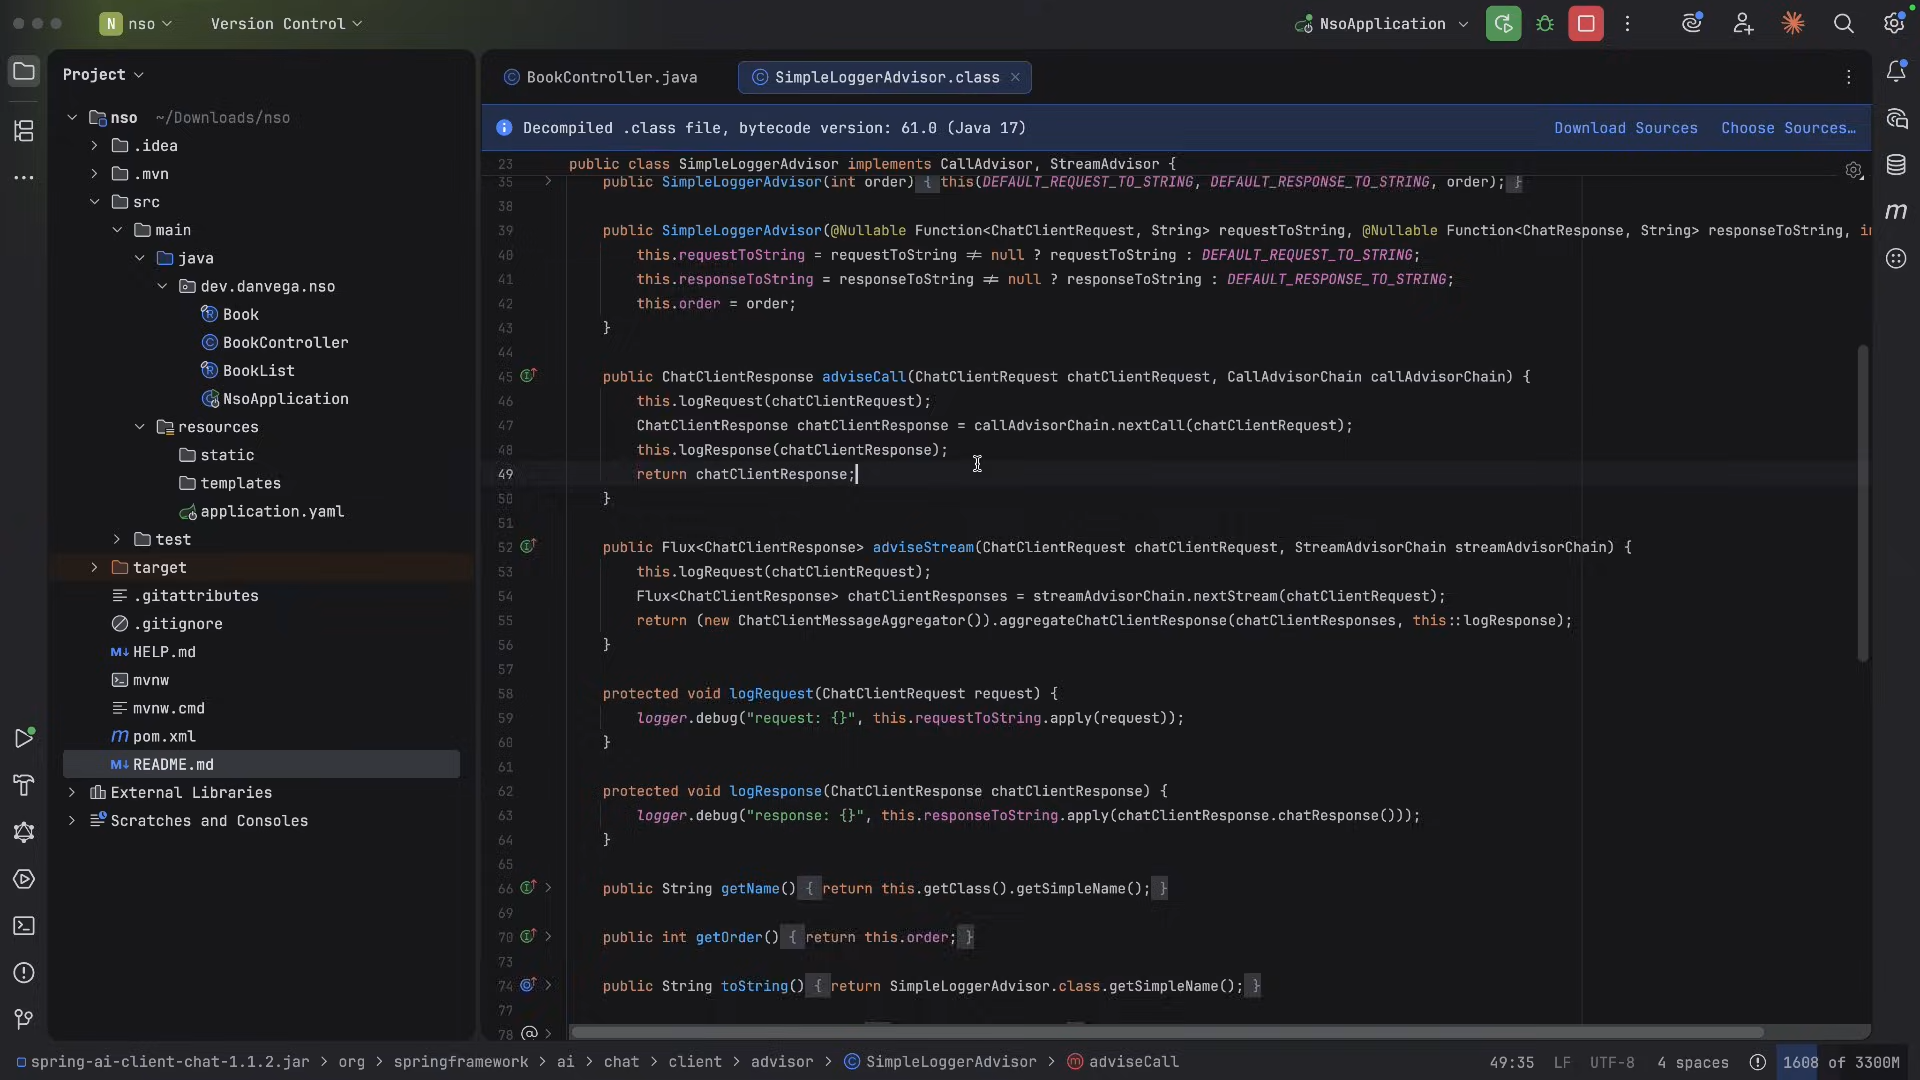 N nso
Version Control
NsoApplication
Project
BookController.java
SimpleLoggerAdvisor.class
nso ~/Downloads/nso
.idea
.mvn
src
main
java
dev.danvega.nso
Book
BookController
BookList
NsoApplication
resources
static
templates
application.yaml
test
target
.gitattributes
.gitignore
HELP.md
mvnw
mvnw.cmd
pom.xml
README.md
External Libraries
Scratches and Consoles
Decompiled .class file, bytecode version: 61.0 (Java 17)
Download Sources
Choose Sources…
23 public class SimpleLoggerAdvisor implements CallAdvisor, StreamAdvisor {
35 public SimpleLoggerAdvisor(int order) { this(DEFAULT_REQUEST_TO_STRING, DEFAULT_RESPONSE_TO_STRING, order); }
38
39 public SimpleLoggerAdvisor(@Nullable Function<ChatClientRequest, String> requestToString, @Nullable Function<ChatResponse, String> responseToString, in
40 this.requestToString = requestToString ≠ null ? requestToString : DEFAULT_REQUEST_TO_STRING;
41 this.responseToString = responseToString ≠ null ? responseToString : DEFAULT_RESPONSE_TO_STRING;
42 this.order = order;
43 }
44
45 public ChatClientResponse adviseCall(ChatClientRequest chatClientRequest, CallAdvisorChain callAdvisorChain) {
46 this.logRequest(chatClientRequest);
47 ChatClientResponse chatClientResponse = callAdvisorChain.nextCall(chatClientRequest);
48 this.logResponse(chatClientResponse);
49 return chatClientResponse;
50 }
51
52 public Flux<ChatClientResponse> adviseStream(ChatClientRequest chatClientRequest, StreamAdvisorChain streamAdvisorChain) {
53 this.logRequest(chatClientRequest);
54 Flux<ChatClientResponse> chatClientResponses = streamAdvisorChain.nextStream(chatClientRequest);
55 return (new ChatClientMessageAggregator()).aggregateChatClientResponse(chatClientResponses, this::logResponse);
56 }
57
58 protected void logRequest(ChatClientRequest request) {
59 logger.debug("request: {}", this.requestToString.apply(request));
60 }
61
62 protected void logResponse(ChatClientResponse chatClientResponse) {
63 logger.debug("response: {}", this.responseToString.apply(chatClientResponse.chatResponse()));
64 }
65
66 public String getName() { return this.getClass().getSimpleName(); }
69
70 public int getOrder() { return this.order; }
73
74 public String toString() { return SimpleLoggerAdvisor.class.getSimpleName(); }
77
78
spring-ai-client-chat-1.1.2.jar > org > springframework > ai > chat > client > advisor > SimpleLoggerAdvisor > adviseCall
49:35 LF UTF-8 4 spaces 1608 of 3300M